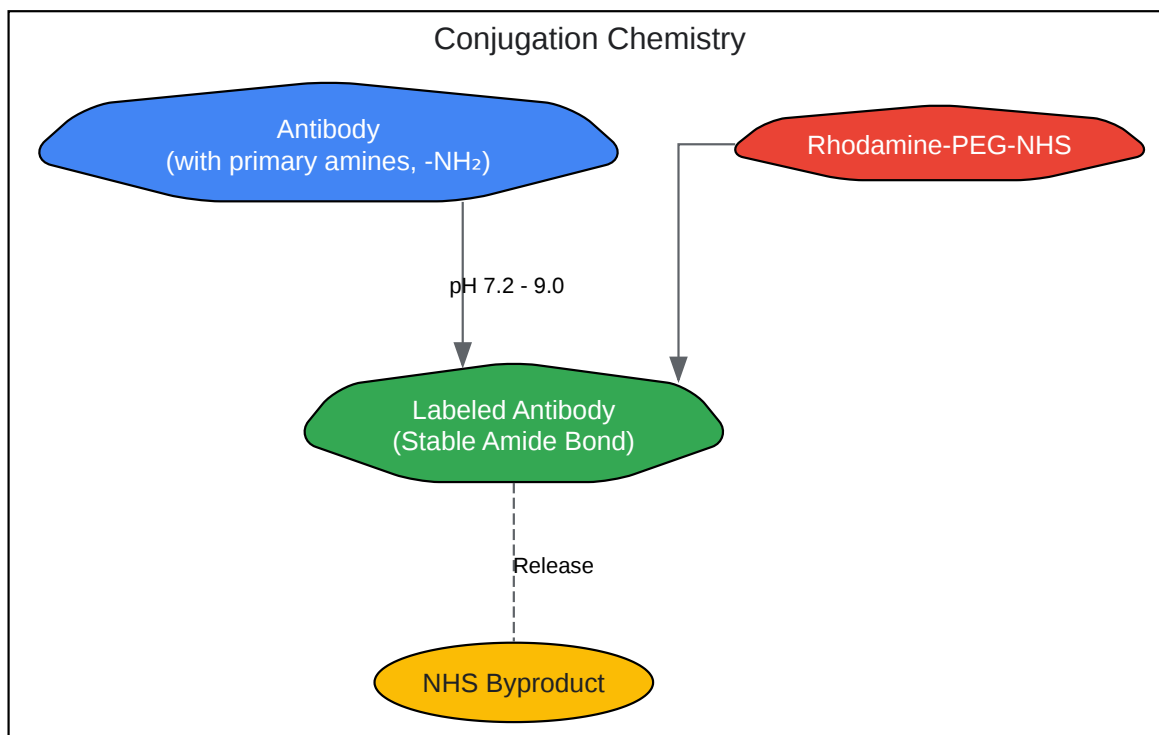 Conjugation Chemistry
Antibody
(with primary amines, -NH₂)
Rhodamine-PEG-NHS
pH 7.2 - 9.0
Labeled Antibody
(Stable Amide Bond)
Release
NHS Byproduct